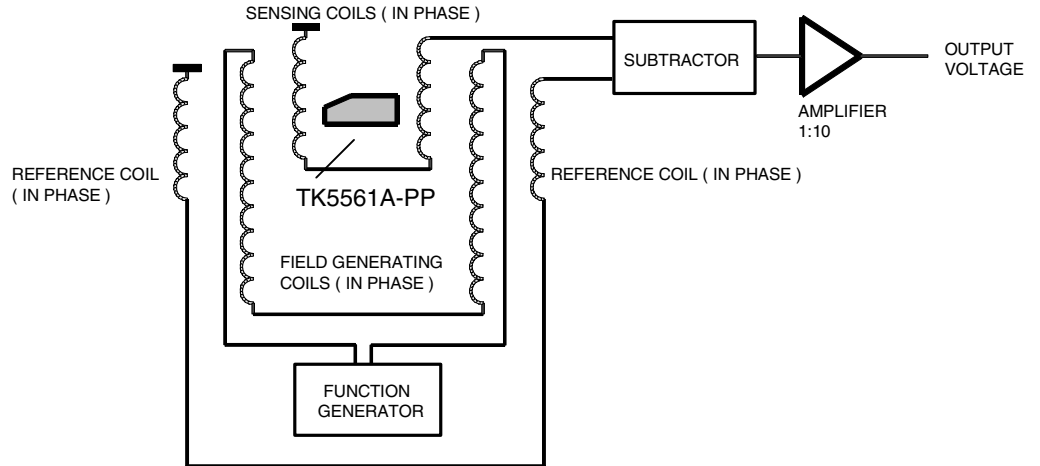 SENSING COILS ( IN PHASE )
SUBTRACTOR
OUTPUT
VOLTAGE
AMPLIFIER
1:10
REFERENCE COIL
( IN PHASE )
REFERENCE COIL ( IN PHASE )
TK5561A-PP
FIELD GENERATING
COILS ( IN PHASE )
FUNCTION
GENERATOR